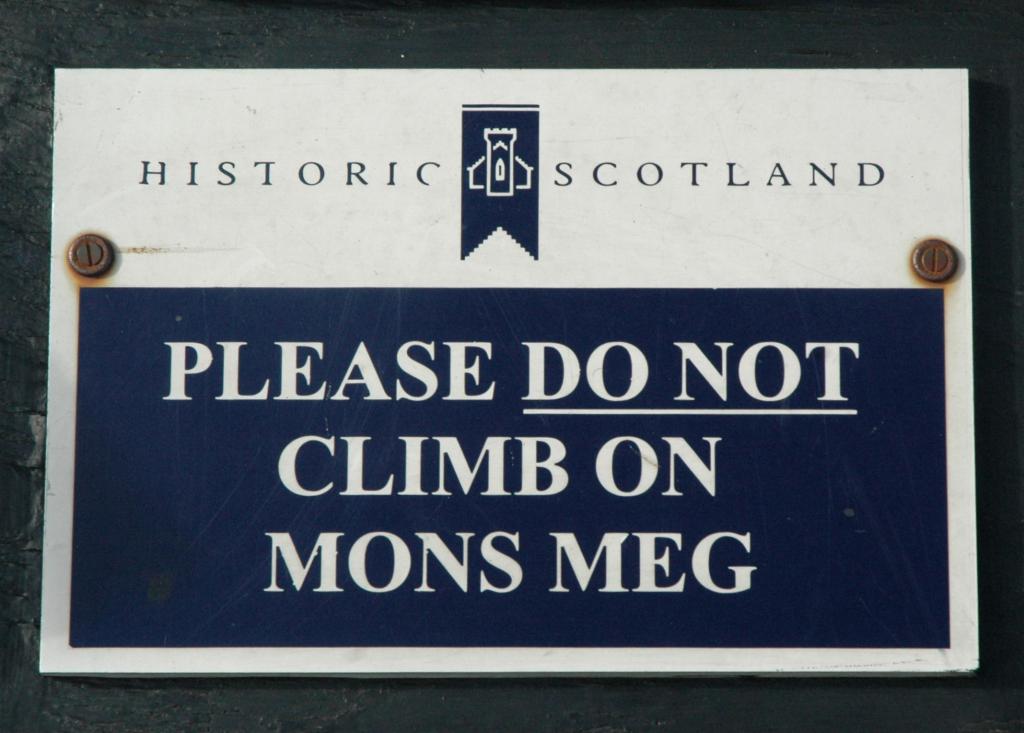 HISTORIC SCOTLAND
PLEASE DO NOT
CLIMB ON
MONS MEG